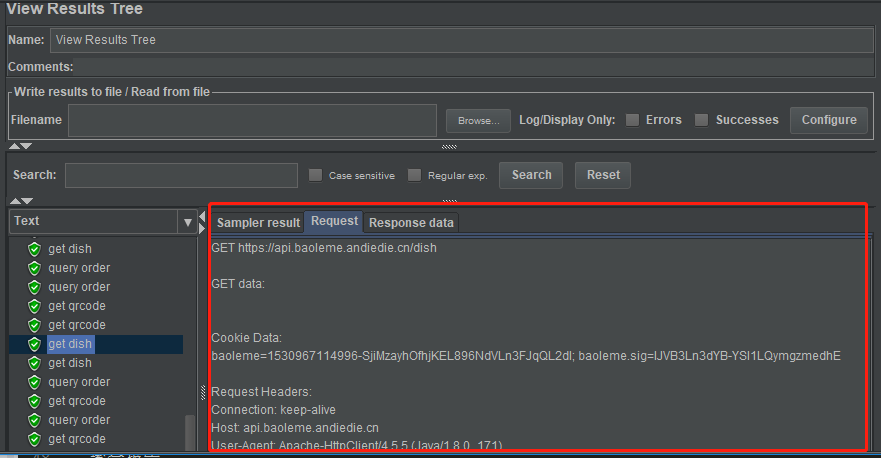 View Results Tree
Name: View Results Tree
Comments:
Write results to file / Read from file
Filename Browse... Log/Display Only: Errors Successes Configure
Search: Case sensitive Regular exp. Search Reset
Text
Sampler result Request Response data
get dish
query order
query order
get qrcode
get qrcode
get dish
get dish
query order
get qrcode
query order
get qrcode
GET https://api.baoleme.andiedie.cn/dish
GET data:
Cookie Data:
baoleme=1530967114996-SjiMzayhOfhjKEL896NdVLn3FJqQL2dI; baoleme.sig=IJVB3Ln3dYB-YSI1LQymgzmedhE
Request Headers:
Connection: keep-alive
Host: api.baoleme.andiedie.cn
User-Agent: Apache-HttpClient/4.5.5 (Java/1.8.0_171)